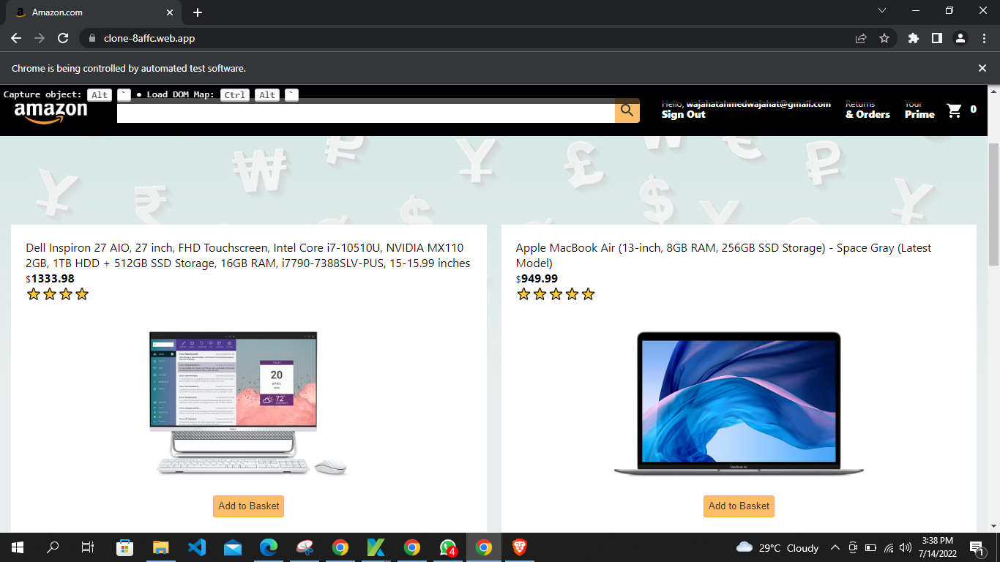 Amazon.com
clone-8affc.web.app
Chrome is being controlled by automated test software.
Capture object: Alt ` ● Load DOM Map: Ctrl Alt `
amazon
Hello, wajahatahmedwajahat@gmail.com
Sign Out
Returns
& Orders
Your
Prime
0
Dell Inspiron 27 AIO, 27 inch, FHD Touchscreen, Intel Core i7-10510U, NVIDIA MX110
2GB, 1TB HDD + 512GB SSD Storage, 16GB RAM, i7790-7388SLV-PUS, 15-15.99 inches
$1333.98
20
APRIL
72°
DELL
Add to Basket
Apple MacBook Air (13-inch, 8GB RAM, 256GB SSD Storage) - Space Gray (Latest
Model)
$949.99
MacBook Air
Add to Basket
4
29°C Cloudy
3:38 PM
7/14/2022
1